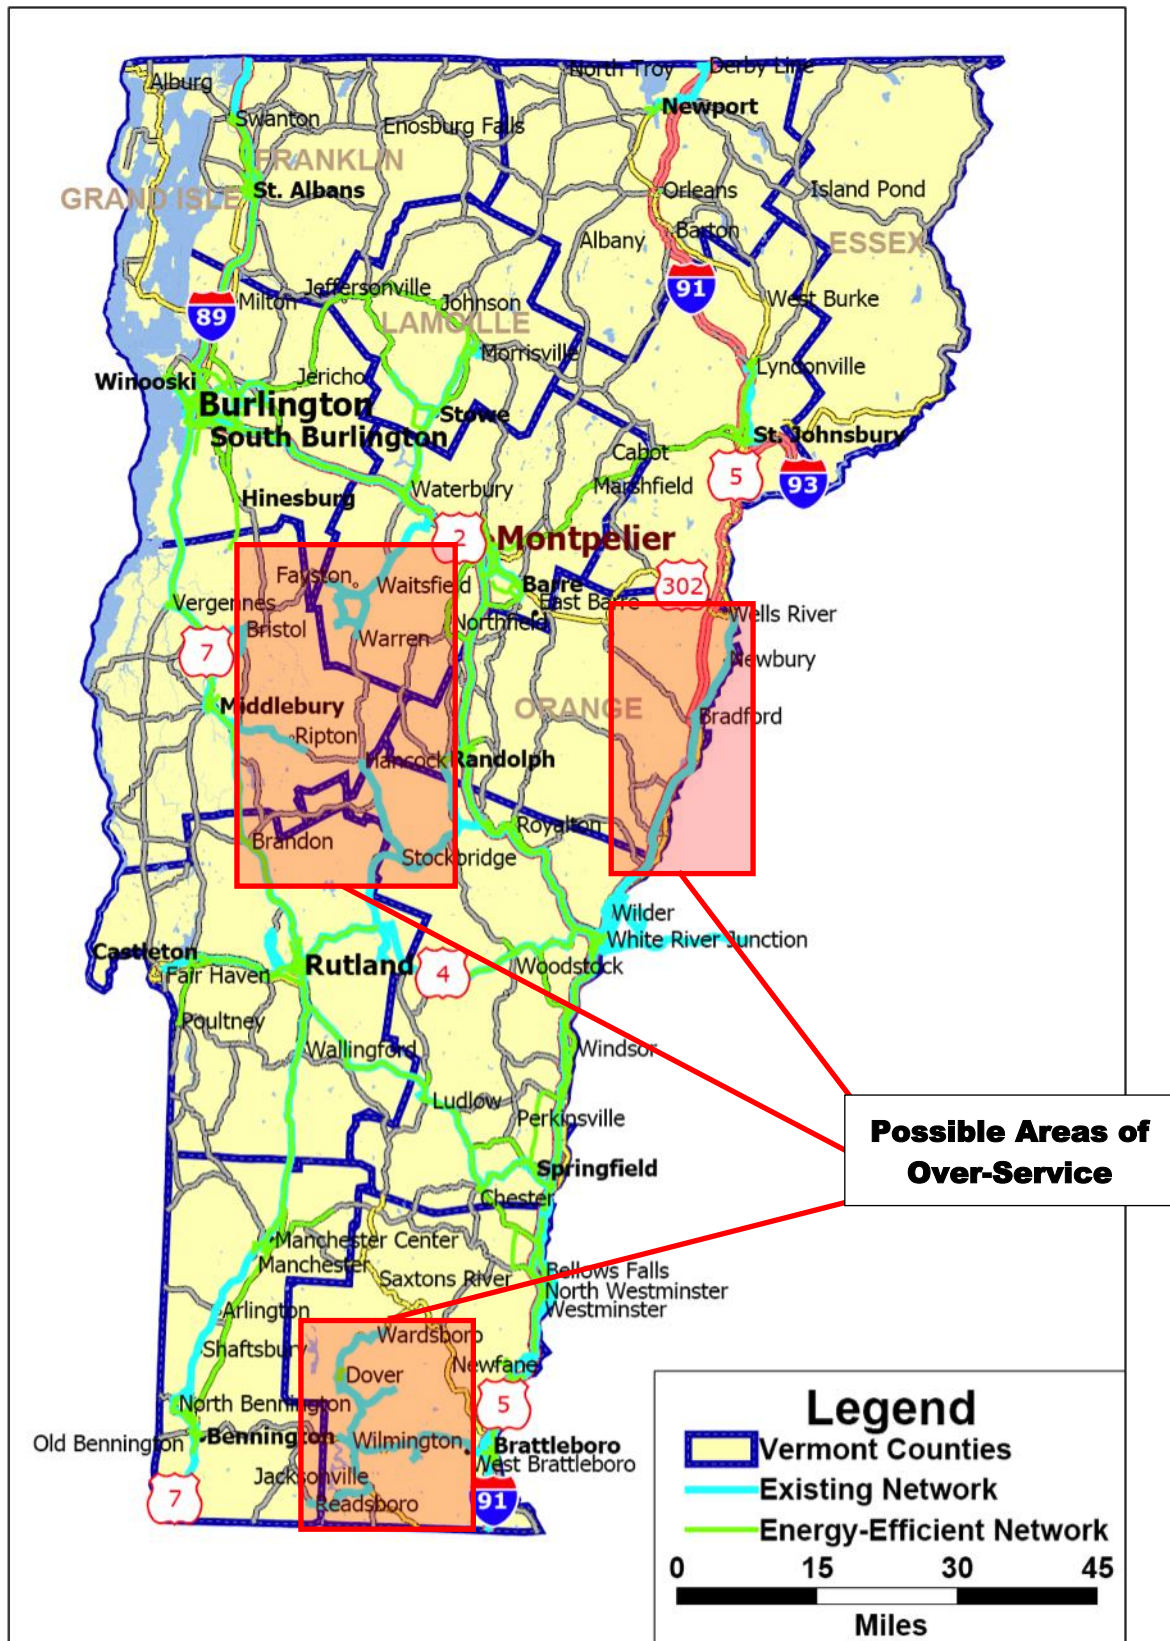 Derby Line
North Troy
Alburg
Newport
Swanton
Enosburg Falls
FRANKLIN
St. Albans
GRAND ISLE
Orleans
Island Pond
Barton
Albany
ESSEX
91
Jeffersonville
Milton
Johnson
West Burke
89
LAMOILLE
Morrisville
Lyndonville
Winooski
Jericho
Burlington
Stowe
South Burlington
St. Johnsbury
Cabot
5
93
Marshfield
Waterbury
Hinesburg
2
Montpelier
Fayston
Waitsfield
Barre
302
East Barre
Vergennes
Wells River
Northfield
Bristol
Warren
7
Newbury
Middlebury
ORANGE
Bradford
Ripton
Hancock
Randolph
Royalton
Brandon
Stockbridge
Wilder
White River Junction
Castleton
Rutland
4
Woodstock
Fair Haven
Poultney
Wallingford
Windsor
Ludlow
Perkinsville
Possible Areas of
Over-Service
Springfield
Chester
Manchester Center
Manchester
Saxtons River
Bellows Falls
North Westminster
Westminster
Arlington
Wardsboro
Shaftsbury
Newfane
Dover
North Bennington
5
Old Bennington
Bennington
Wilmington
Brattleboro
West Brattleboro
Jacksonville
7
Readsboro
91
Legend
Vermont Counties
Existing Network
Energy-Efficient Network
0 15 30 45
Miles